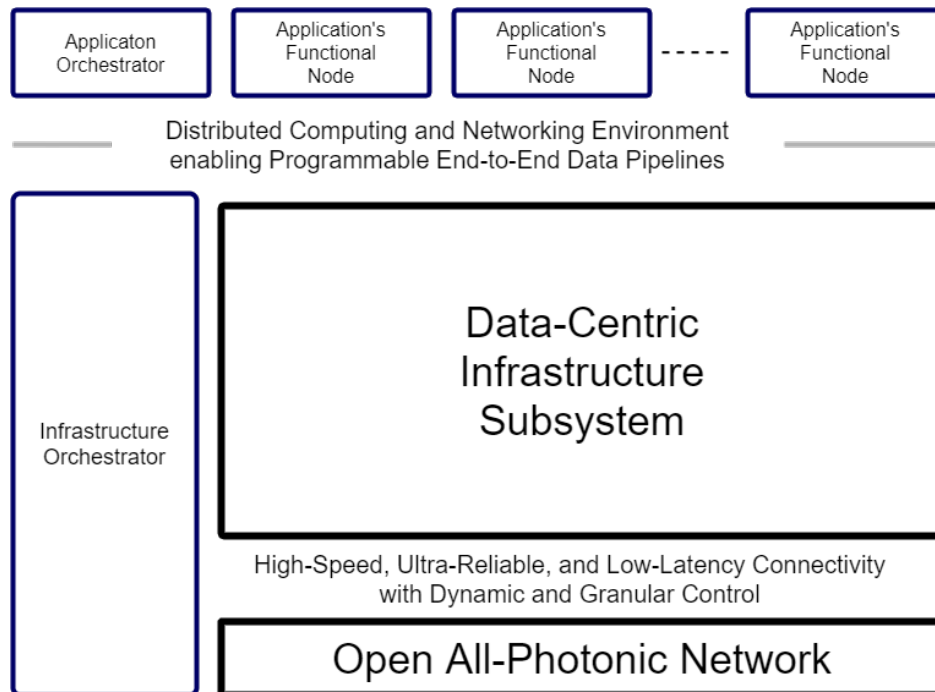 Applicaton
Orchestrator
Application's
Functional
Node
Application's
Functional
Node
Application's
Functional
Node
Distributed Computing and Networking Environment
enabling Programmable End-to-End Data Pipelines
Infrastructure
Orchestrator
Data-Centric
Infrastructure
Subsystem
High-Speed, Ultra-Reliable, and Low-Latency Connectivity
with Dynamic and Granular Control
Open All-Photonic Network